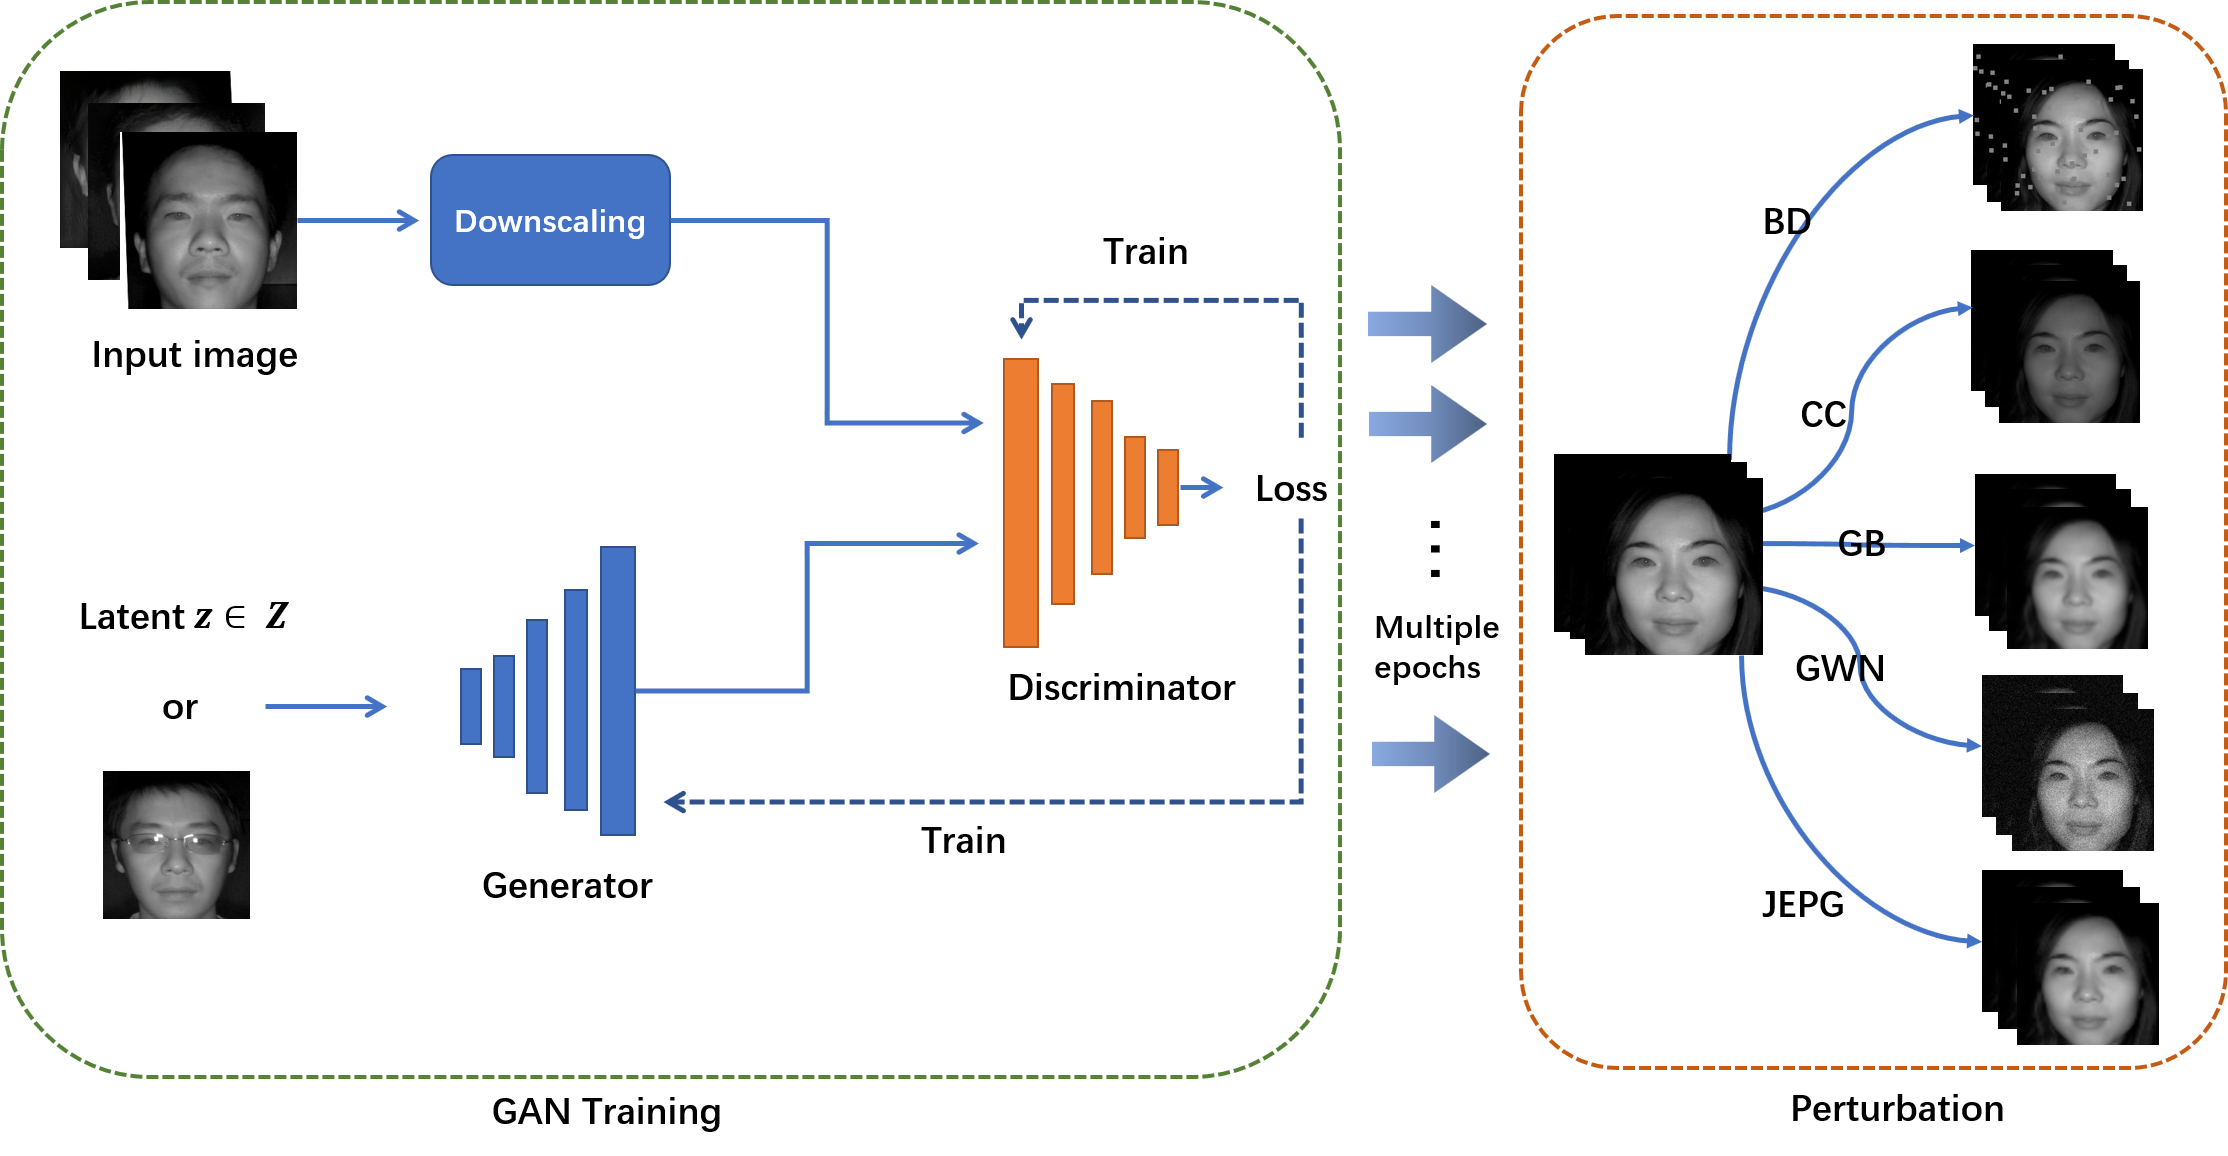 Input image
Downscaling
Train
Loss
Discriminator
Latent z ∈ Z
or
Generator
Train
GAN Training
Multiple
epochs
BD
CC
GB
GWN
JEPG
Perturbation